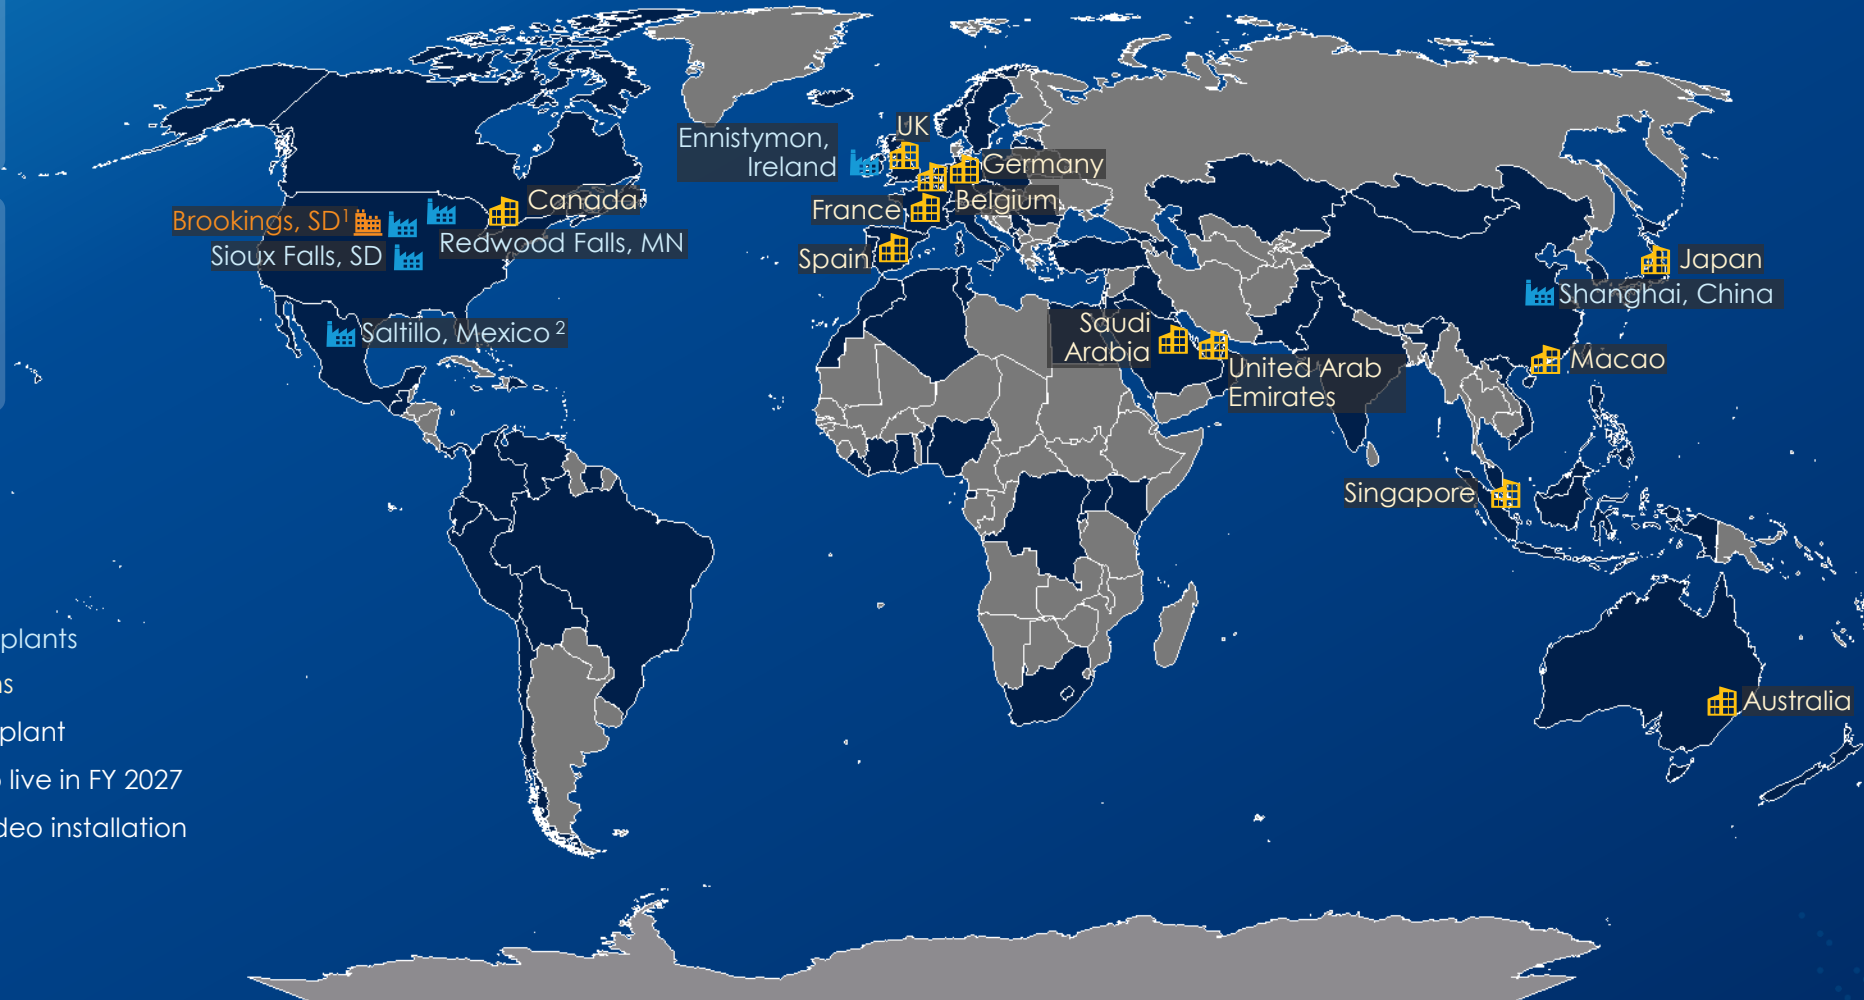 UK
Ennistymon,
Ireland
Germany
Canada
Belgium
France
Brookings, SD1
Redwood Falls, MN
Sioux Falls, SD
Spain
Japan
Shanghai, China
Saltillo, Mexico 2
Saudi
Arabia
United Arab
Emirates
Macao
Singapore
Australia
plants
plant
live in FY 2027
installation